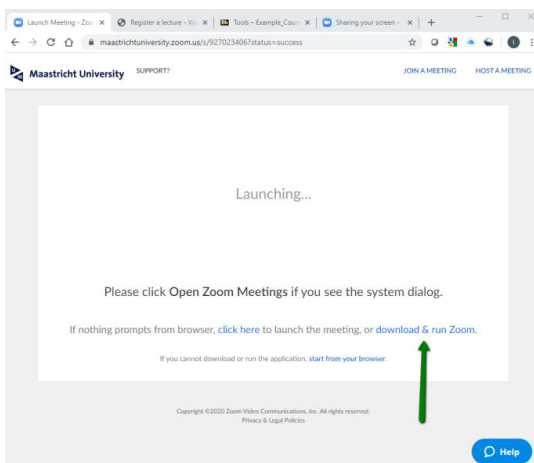 Launch Meeting - Zoo
Register a lecture - Vi
Tools – Example_Cour
Sharing your screen –
maastrichtuniversity.zoom.us/s/927023406?status=success
Maastricht University
SUPPORT?
JOIN A MEETING
HOST A MEETING
Launching...
Please click Open Zoom Meetings if you see the system dialog.
If nothing prompts from browser, click here to launch the meeting, or download & run Zoom.
If you cannot download or run the application, start from your browser.
Copyright ©2020 Zoom Video Communications, Inc. All rights reserved.
Privacy & Legal Policies
Help